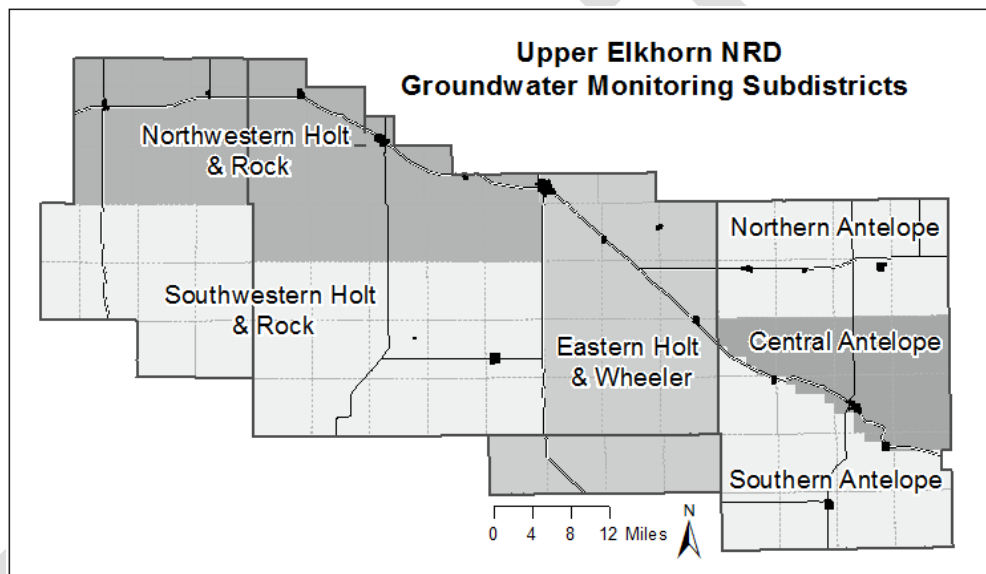 Upper Elkhorn NRD
Groundwater Monitoring Subdistricts
Northwestern Holt
& Rock
Northern Antelope
Southwestern Holt
& Rock
Eastern Holt
& Wheeler
Central Antelope
Southern Antelope
0 4 8 12 Miles
N